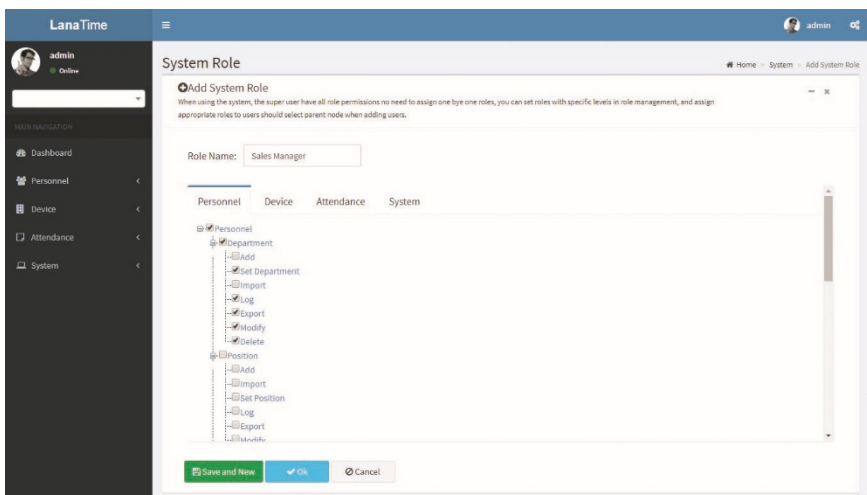 LanaTime
admin
admin
Online
System Role
Home > System > Add System Role
Add System Role
When using the system, the super user have all role permissions no need to assign one bye one roles, you can set roles with specific levels in role management, and assign
appropriate roles to users should select parent node when adding users.
MAIN NAVIGATION
Dashboard
Personnel
Device
Attendance
System
Role Name: Sales Manager
Personnel Device Attendance System
Personnel
Department
Add
Set Department
Import
Log
Export
Modify
Delete
Position
Add
Import
Set Position
Log
Export
Modify
Save and New
Ok
Cancel